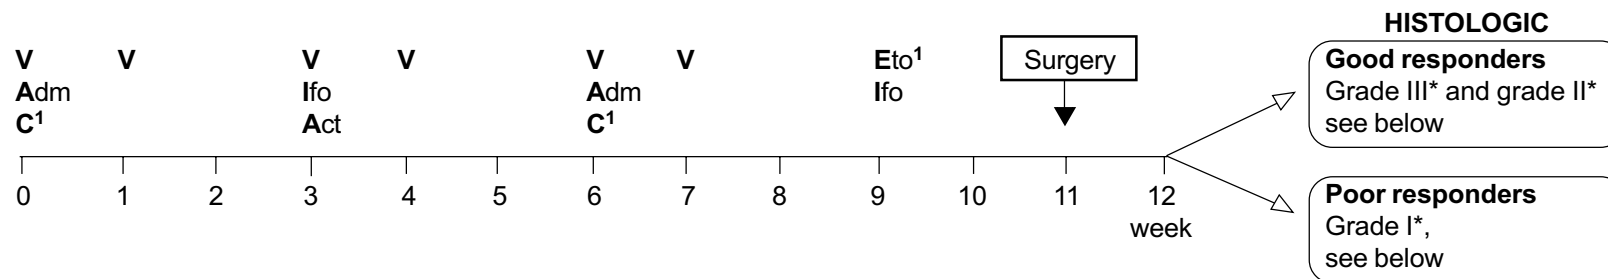 HISTOLOGIC
V V V V V V Eto¹ Surgery Good responders
Adm Ifo Adm Ifo Grade III* and grade II*
C¹ Act C¹ see below
0 1 2 3 4 5 6 7 8 9 10 11 12
week
Poor responders
Grade I*,
see below